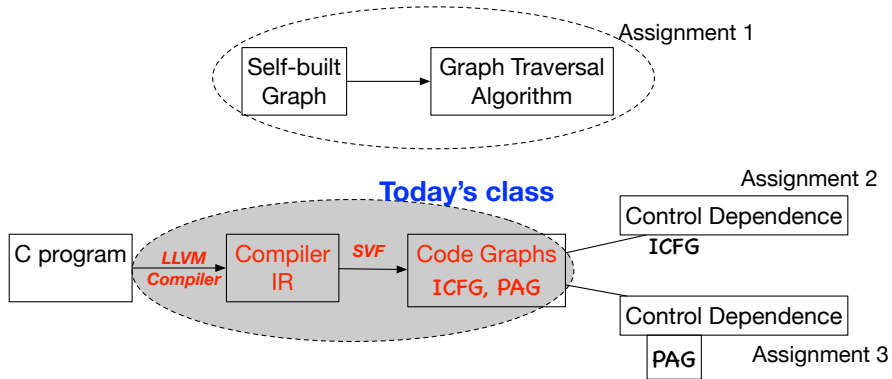 Assignment 1
Self-built
Graph
Graph Traversal
Algorithm
Today's class
Assignment 2
Control Dependence
ICFG
C program
LLVM
Compiler
Compiler
IR
SVF
Code Graphs
ICFG, PAG
Control Dependence
PAG
Assignment 3